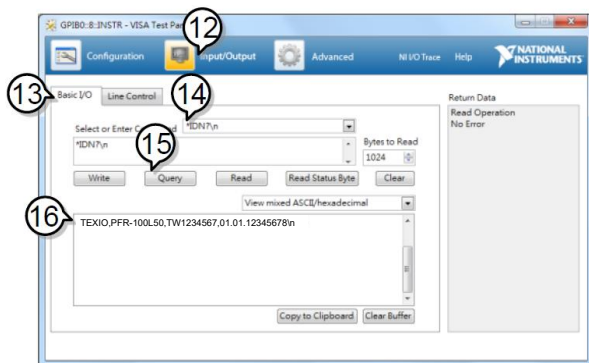 GPIB0::8::INSTR - VISA Test Pa
12
Configuration
Input/Output
Advanced
NI I/O Trace
Help
NATIONAL
INSTRUMENTS
13
Basic I/O
Line Control
14
Return Data
Read Operation
No Error
Select or Enter Co
*IDN?\n
*IDN?\n
15
Bytes to Read
1024
Write
Query
Read
Read Status Byte
Clear
View mixed ASCII/hexadecimal
16
TEXIO,PFR-100L50,TW1234567,01.01.12345678\n
Copy to Clipboard
Clear Buffer